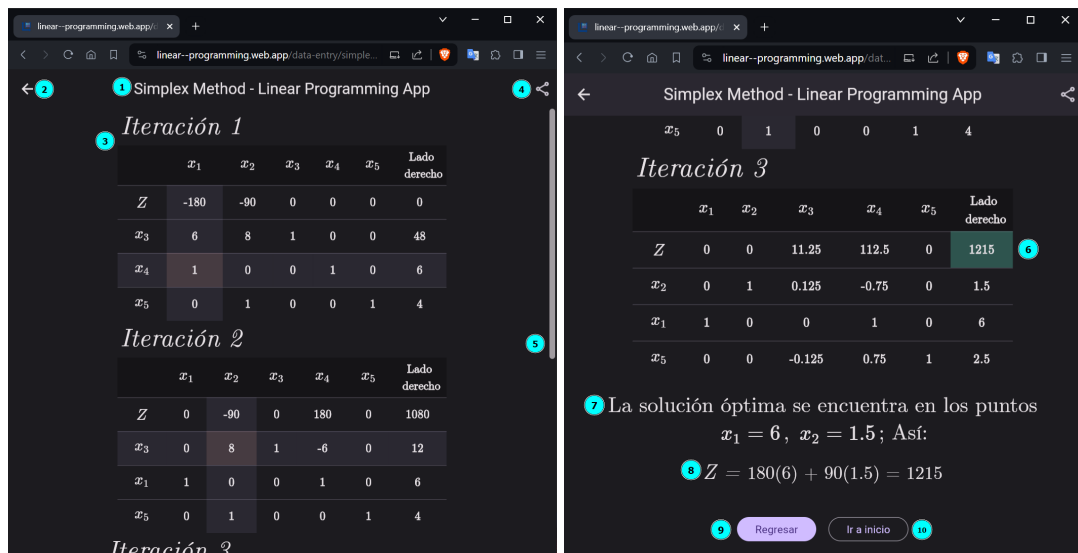 linear--programming.web.app/d
linear--programming.web.app/data-entry/simple...
2
1
Simplex Method - Linear Programming App
4
Iteración 1
3
x₁ x₂ x₃ x₄ x₅ Lado derecho
Z -180 -90 0 0 0 0
x₃ 6 8 1 0 0 48
x₄ 1 0 0 1 0 6
x₅ 0 1 0 0 1 4
Iteración 2
5
x₁ x₂ x₃ x₄ x₅ Lado derecho
Z 0 -90 0 180 0 1080
x₃ 0 8 1 -6 0 12
x₁ 1 0 0 1 0 6
x₅ 0 1 0 0 1 4
Iteración 3
linear--programming.web.app/d
linear--programming.web.app/dat...
Simplex Method - Linear Programming App
x₅ 0 1 0 0 1 4
Iteración 3
x₁ x₂ x₃ x₄ x₅ Lado derecho
Z 0 0 11.25 112.5 0 1215
6
x₂ 0 1 0.125 -0.75 0 1.5
x₁ 1 0 0 1 0 6
x₅ 0 0 -0.125 0.75 1 2.5
7
La solución óptima se encuentra en los puntos
x₁ = 6 , x₂ = 1.5 ; Así:
8
Z = 180(6) + 90(1.5) = 1215
9
Regresar
Ir a inicio
10